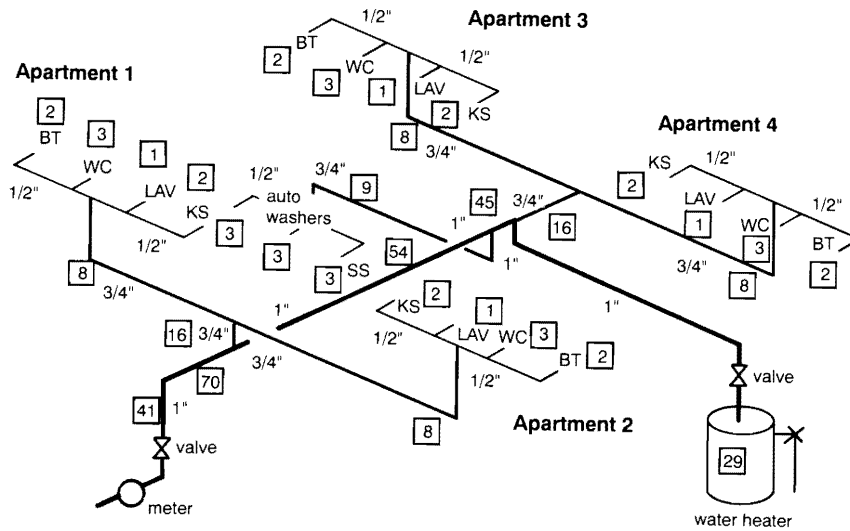 1/2"
Apartment 3
BT
2
WC
1/2"
3
1
LAV
2
KS
8
3/4"
Apartment 1
2
BT
3
WC
1
LAV
2
KS
1/2"
1/2"
1/2"
3
auto
washers
3
3
SS
3/4"
9
45
3/4"
1"
16
54
1"
Apartment 4
KS
1/2"
2
LAV
1
WC
3
1/2"
BT
2
3/4"
8
8
3/4"
16
3/4"
3/4"
1"
70
41
1"
valve
meter
KS
2
1
LAV
WC
3
1/2"
BT
2
1/2"
8
Apartment 2
1"
valve
29
water heater